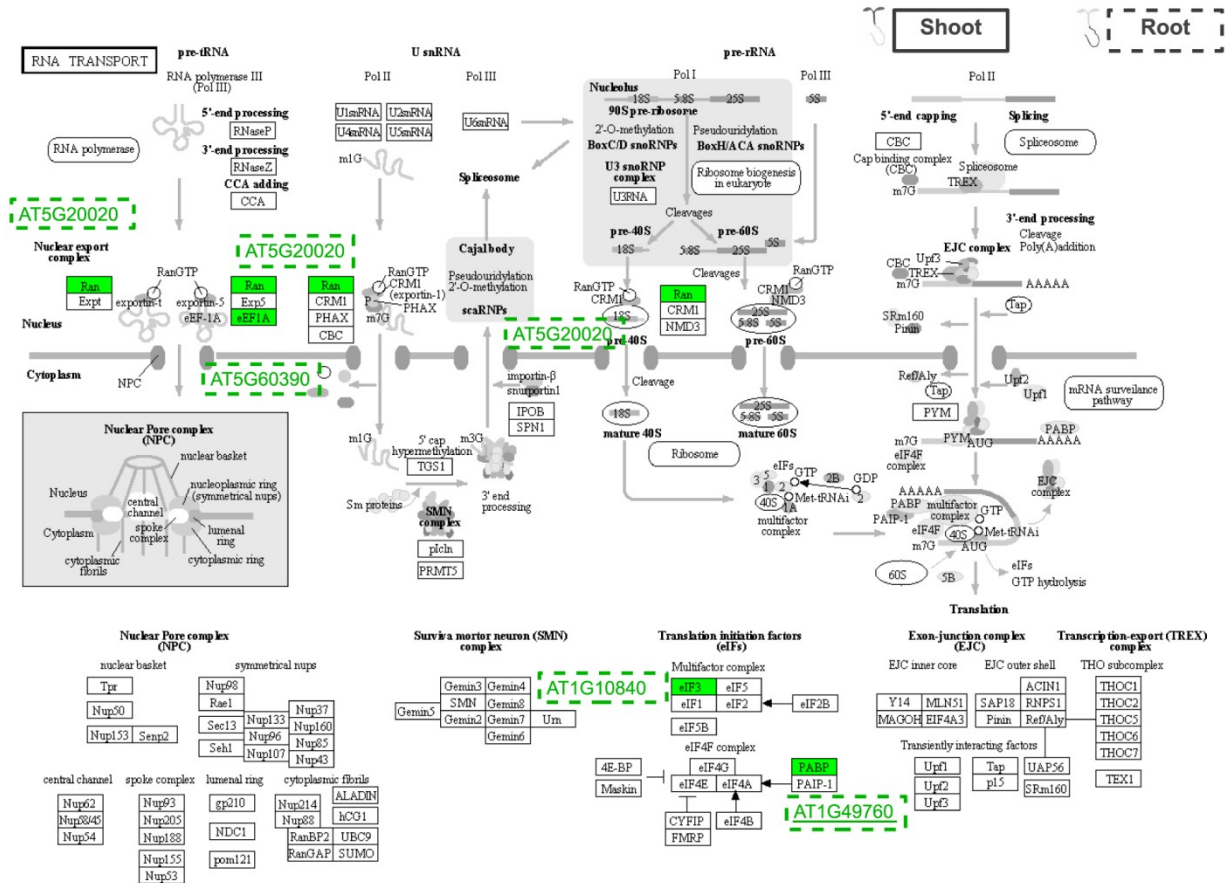 Shoot
Root
RNA TRANSPORT
pre-tRNA
RNA polymerase III
(Pol III)
5'-end processing
RNaseP
3'-end processing
RNaseZ
CCA adding
CCA
RNA polymerase
AT5G20020
Nuclear export
complex
Ran
Expt
RanGTP
exportin-t
exportin-5
eEF-1A
AT5G20020
Ran
Exp5
eEF1A
Nucleus
Cytoplasm
NPC
AT5G60390
U snRNA
Pol II
Pol III
U1snRNA
U2snRNA
U4snRNA
U5snRNA
U6snRNA
m1G
Spliceosome
Cajal body
Pseudouridylation
2'-O-methylation
scaRNPs
Ran
CRM1
PHAX
CBC
RanGTP
CRM1
(exportin-1)
PHAX
P
m7G
AT5G20020
importin-β
snurportin1
IPOB
SPN1
m1G
5' cap
hypermethylation
TGS1
m3G
Sm proteins
SMN
complex
3' end
processing
pIcln
PRMT5
pre-rRNA
Pol I
Pol III
Nucleolus
18S
5.8S
25S
5S
90S pre-ribosome
2'-O-methylation
BoxC/D snoRNPs
Pseudouridylation
BoxH/ACA snoRNPs
U3 snoRNP
complex
U3RNA
Ribosome biogenesis
in eukaryote
Cleavages
pre-40S
18S
pre-60S
5.8S
25S
5S
Cleavages
RanGTP
CRM1
18S
pre-40S
Ran
CRM1
NMD3
RanGTP
CRM1
NMD3
25S
5.8S
5S
pre-60S
Cleavage
18S
mature 40S
25S
5.8S
5S
mature 60S
Ribosome
eIFs
GTP
3
5
1
2
2B
GDP
2
40S
Met-tRNAi
1A
multifactor
complex
Pol II
5'-end capping
Splicing
CBC
Cap binding complex
(CBC)
m7G
Spliceosome
TREX
Spliceosome
3'-end processing
Cleavage
Poly(A)addition
EJC complex
CBC
Upf3
TREX
m7G
AAAAA
Tap
SRm160
Pinin
Ref/Aly
Tap
Upf2
Upf1
mRNA surveilance
pathway
PYM
m7G
PYM
AUG
PABP
AAAAA
eIF4F
complex
AAAAA
PABP
multifactor
complex
GTP
EJC
complex
PAIP-1
eIF4F
40S
Met-tRNAi
m7G
AUG
60S
5B
eIFs
GTP hydrolysis
Translation
Nuclear Pore complex
(NPC)
nuclear basket
nucleoplasmic ring
(symmetrical nups)
Nucleus
central
channel
Cytoplasm
spoke
complex
lumenal
ring
cytoplasmic
fibrils
cytoplasmic ring
Nuclear Pore complex
(NPC)
nuclear basket
symmetrical nups
Tpr
Nup50
Nup153
Senp2
Nup98
Rae1
Sec13
Seh1
Nup133
Nup96
Nup107
Nup37
Nup160
Nup85
Nup43
central channel
spoke complex
lumenal ring
cytoplasmic fibrils
Nup62
Nup58/45
Nup54
Nup93
Nup205
Nup188
Nup155
Nup53
gp210
NDC1
pom121
Nup214
Nup88
ALADIN
hCG1
RanBP2
UBC9
RanGAP
SUMO
Surviva mortor neuron (SMN)
complex
Gemin5
Gemin3
Gemin4
SMN
Gemin8
Gemin2
Gemin7
Urn
Gemin6
AT1G10840
Translation initiation factors
(eIFs)
Multifactor complex
eIF3
eIF5
eIF1
eIF2
eIF2B
eIF5B
eIF4F complex
4E-BP
Maskin
eIF4G
eIF4E
eIF4A
PABP
PAIP-1
CYFIP
FMRP
eIF4B
AT1G49760
Exon-junction complex
(EJC)
EJC inner core
EJC outer shell
Y14
MLN51
MAGOH
EIF4A3
ACIN1
SAP18
RNPS1
Pinin
Ref/Aly
Transiently interacting factors
Upf1
Upf2
Upf3
Tap
p15
UAP56
SRm160
Transcription-export (TREX)
complex
THO subcomplex
THOC1
THOC2
THOC5
THOC6
THOC7
TEX1